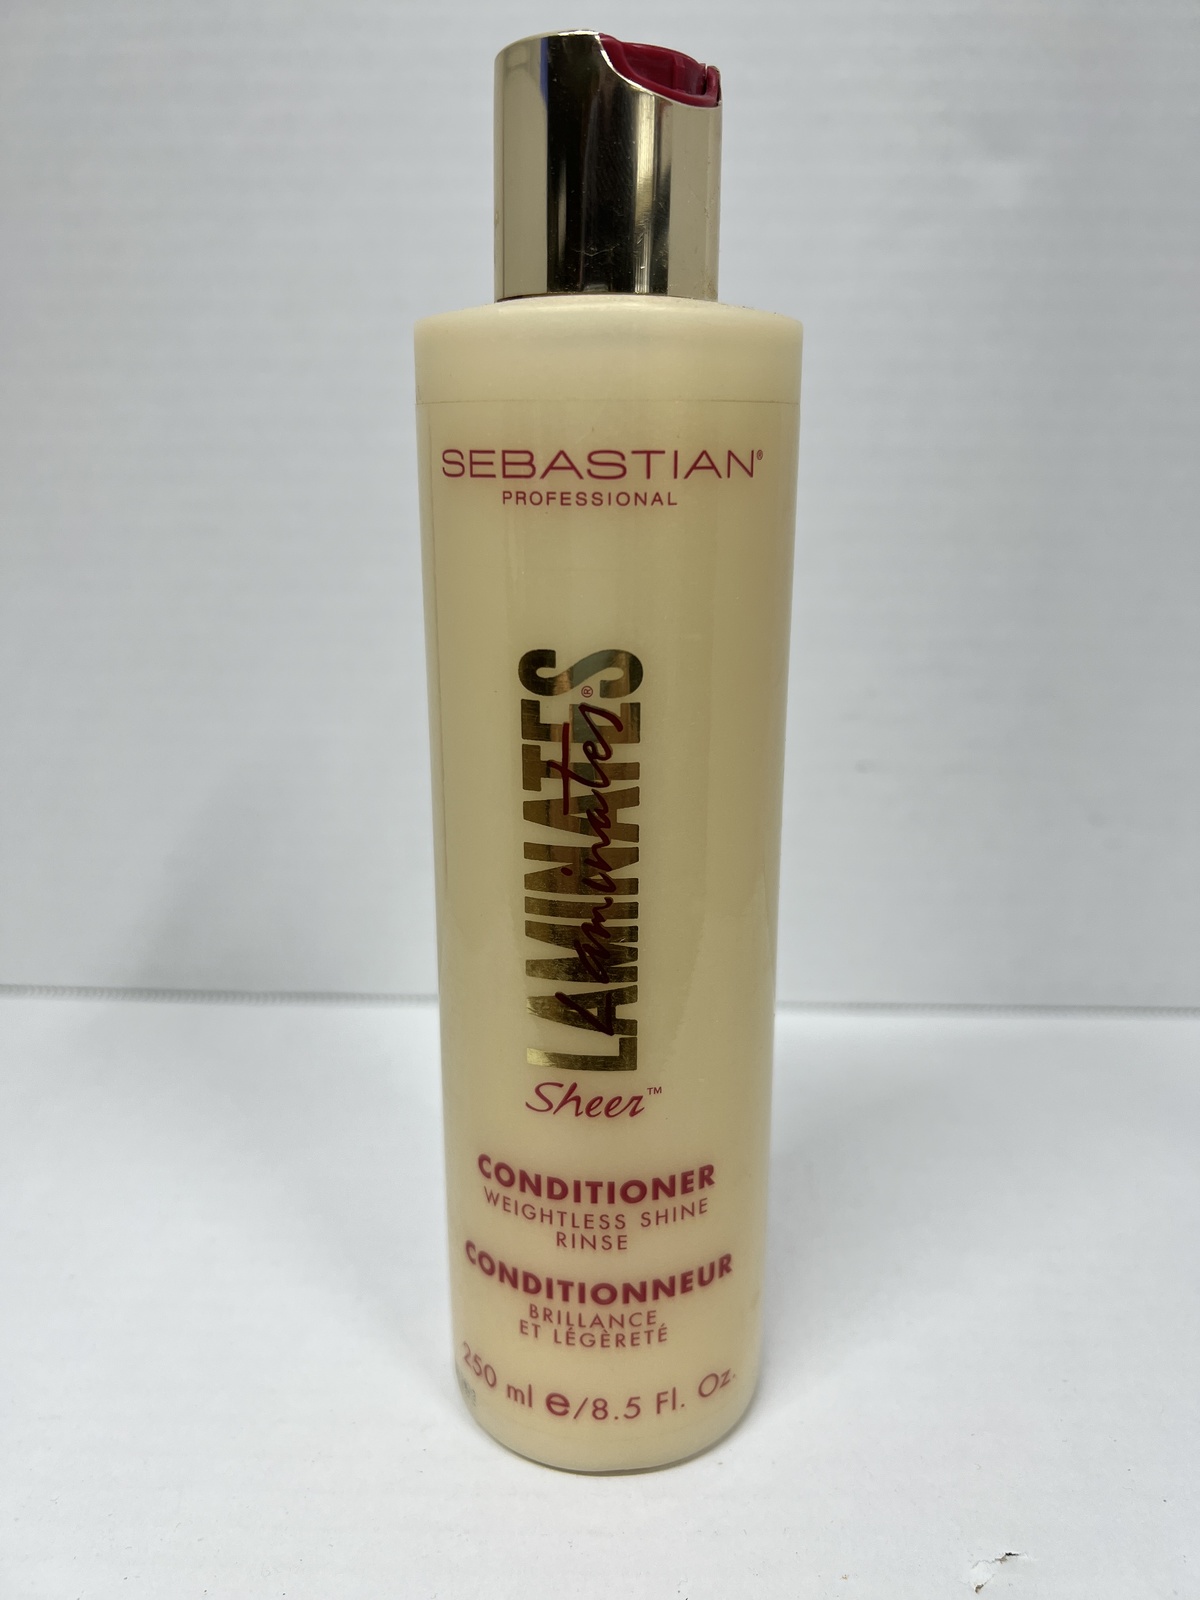 SEBASTIAN®
PROFESSIONAL
LAMINATES
Laminates®
Sheer™
CONDITIONER
WEIGHTLESS SHINE
RINSE
CONDITIONNEUR
BRILLANCE
ET LÉGÈRETÉ
250 ml e/8.5 Fl. Oz.